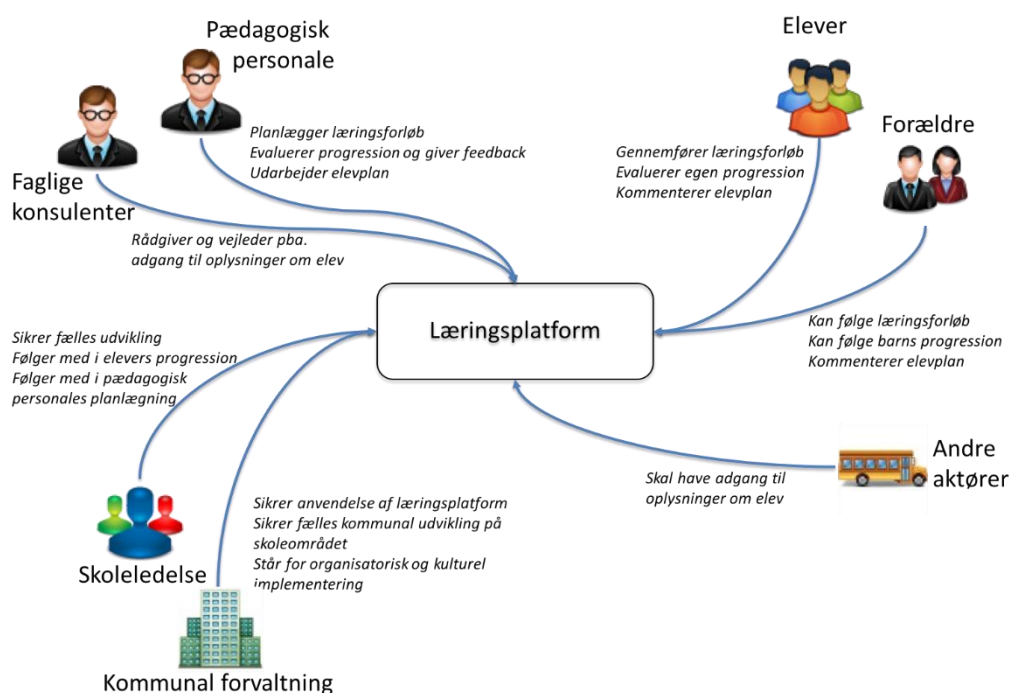 Pædagogisk
personale
Planlægger læringsforløb
Evaluerer progression og giver feedback
Udarbejder elevplan
Faglige
konsulenter
Rådgiver og vejleder pba.
adgang til oplysninger om elev
Elever
Gennemfører læringsforløb
Evaluerer egen progression
Kommenterer elevplan
Forældre
Kan følge læringsforløb
Kan følge barns progression
Kommenterer elevplan
Læringsplatform
Sikrer fælles udvikling
Følger med i elevers progression
Følger med i pædagogisk
personales planlægning
Skoleledelse
Sikrer anvendelse af læringsplatform
Sikrer fælles kommunal udvikling på
skoleområdet
Står for organisatorisk og kulturel
implementering
Kommunal forvaltning
Andre
aktører
Skal have adgang til
oplysninger om elev